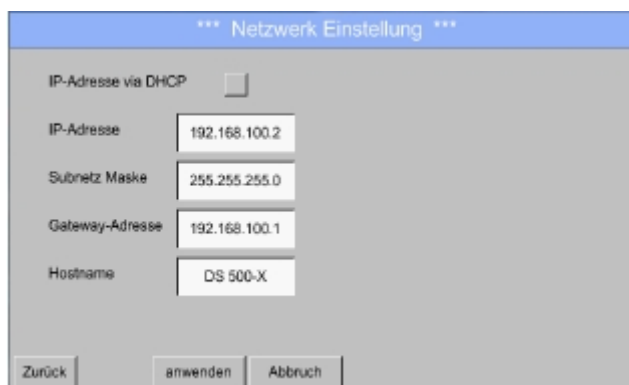 *** Netzwerk Einstellung ***
IP-Adresse via DHCP
IP-Adresse 192.168.100.2
Subnetz Maske 255.255.255.0
Gateway-Adresse 192.168.100.1
Hostname DS 500-X
Zurück anwenden Abbruch